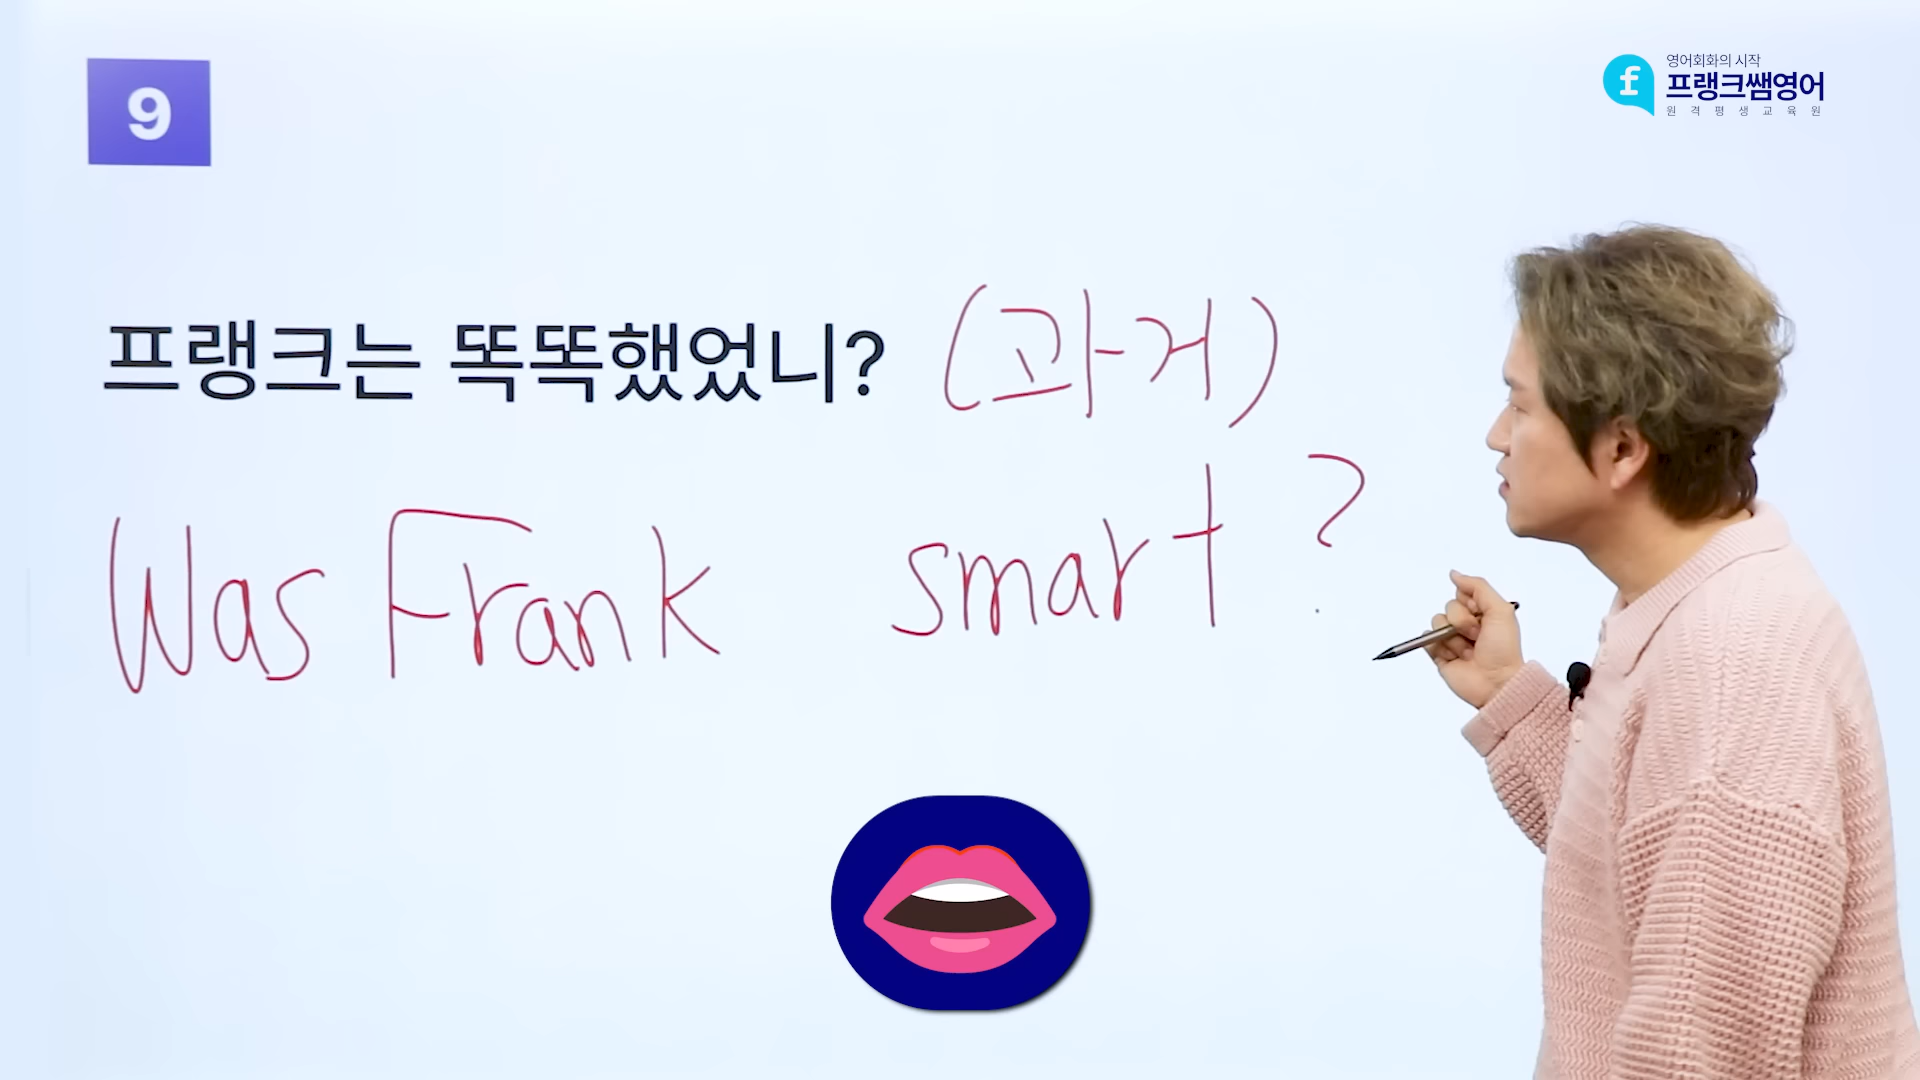 9
영어회화의 시작
프랭크쌤영어
원격평생교육원
프랭크는 똑똑했었니? (과거)
Was Frank smart?